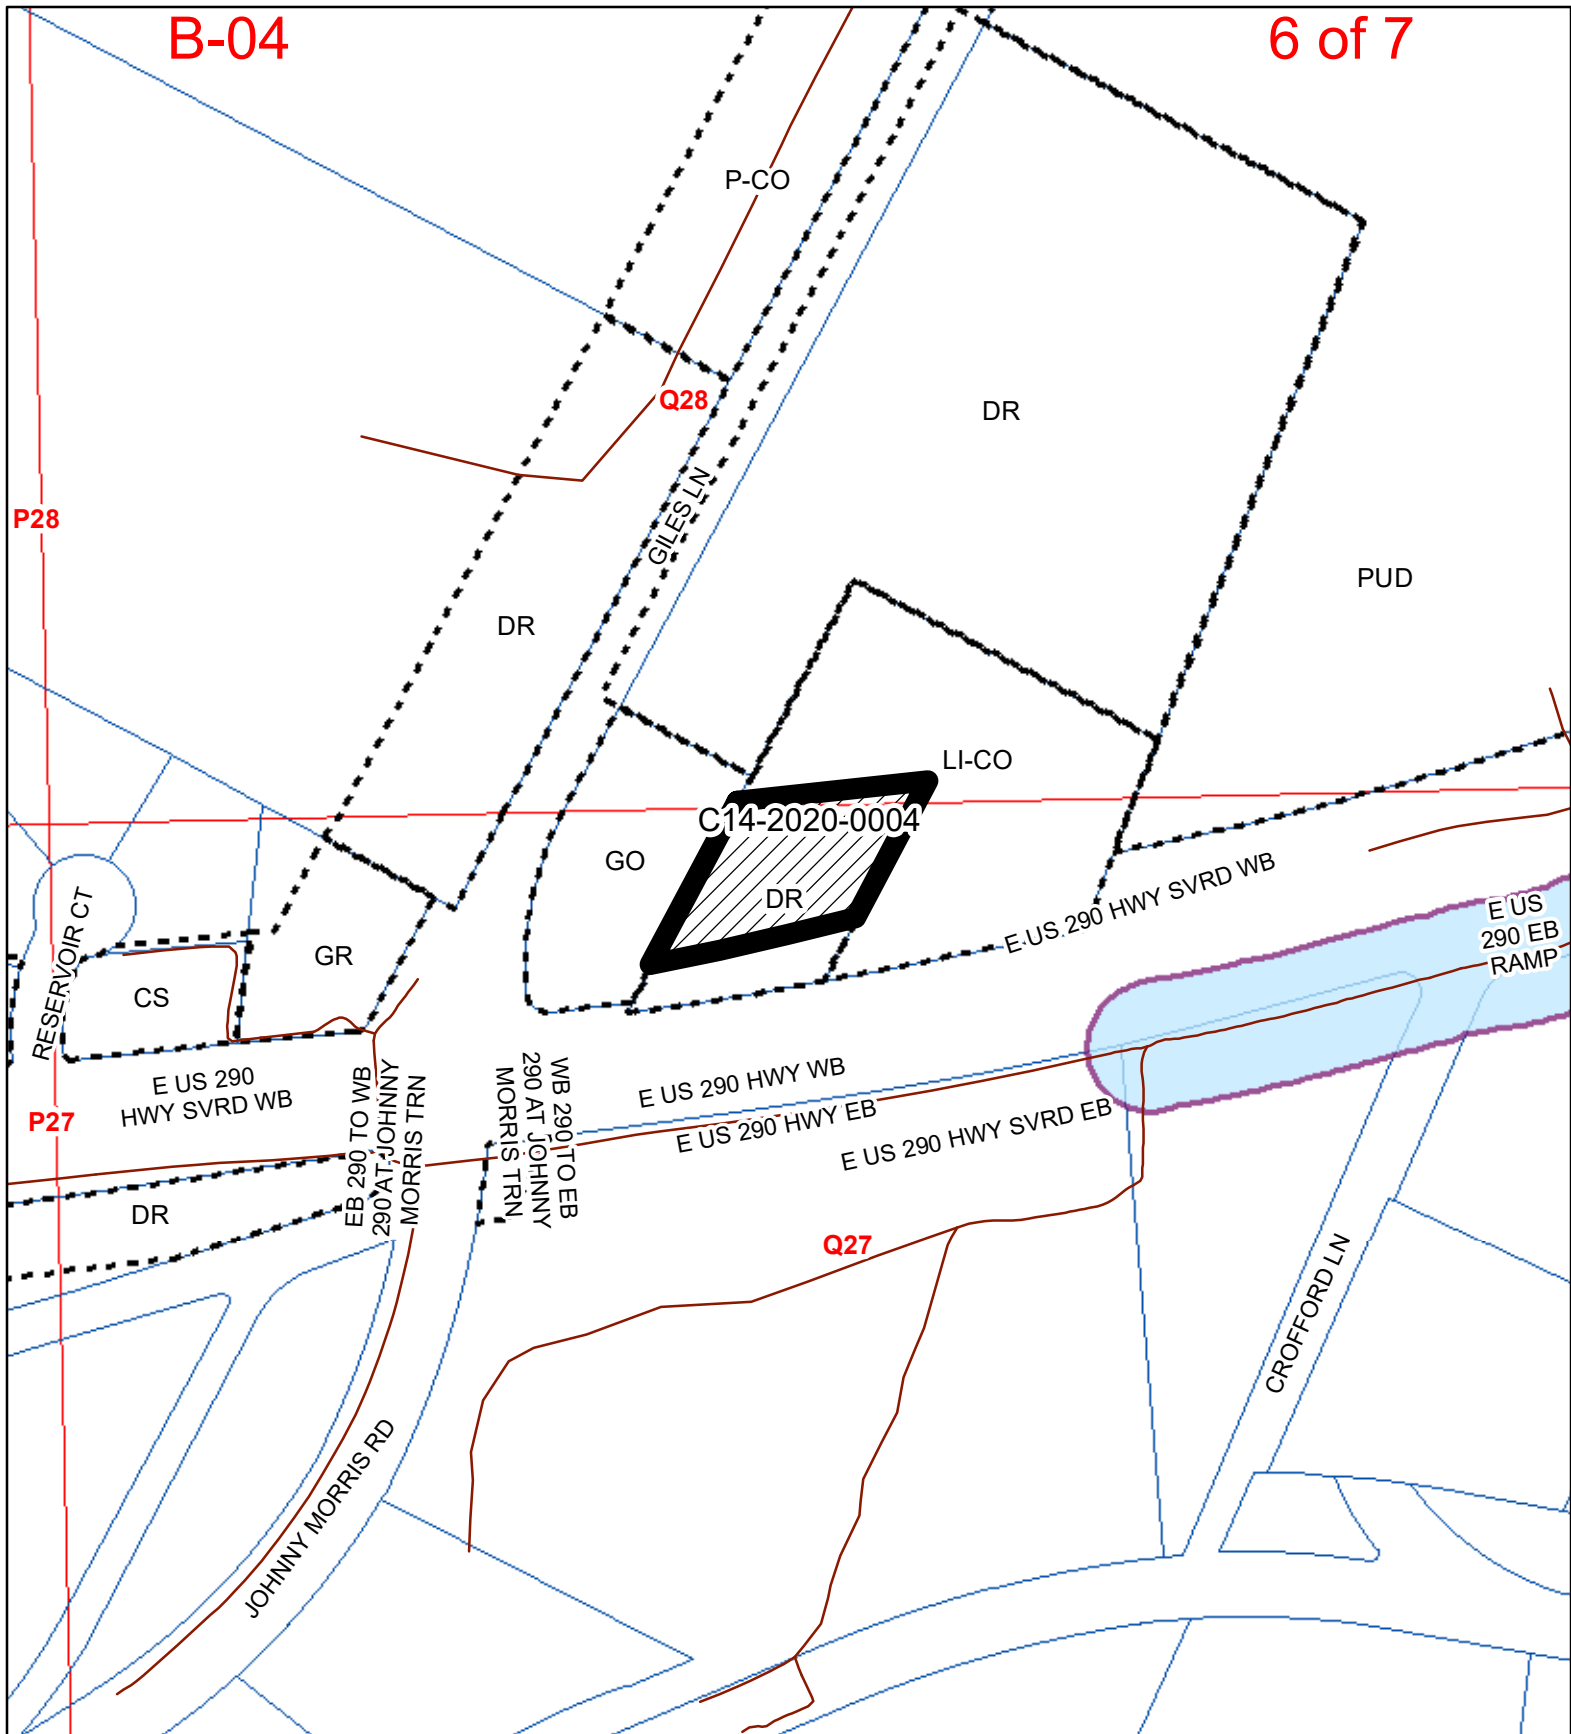 B-04
6 of 7
P-CO
Q28
DR
GILES LN
P28
PUD
DR
LI-CO
C14-2020-0004
GO
DR
E US 290 HWY SVRD WB
E US
290 EB
RAMP
RESERVOIR CT
GR
CS
E US 290
HWY SVRD WB
P27
EB 290 TO WB
290 AT JOHNNY
MORRIS TRN
WB 290 TO EB
290 AT JOHNNY
MORRIS TRN
E US 290 HWY WB
E US 290 HWY EB
E US 290 HWY SVRD EB
DR
Q27
CROFFORD LN
JOHNNY MORRIS RD